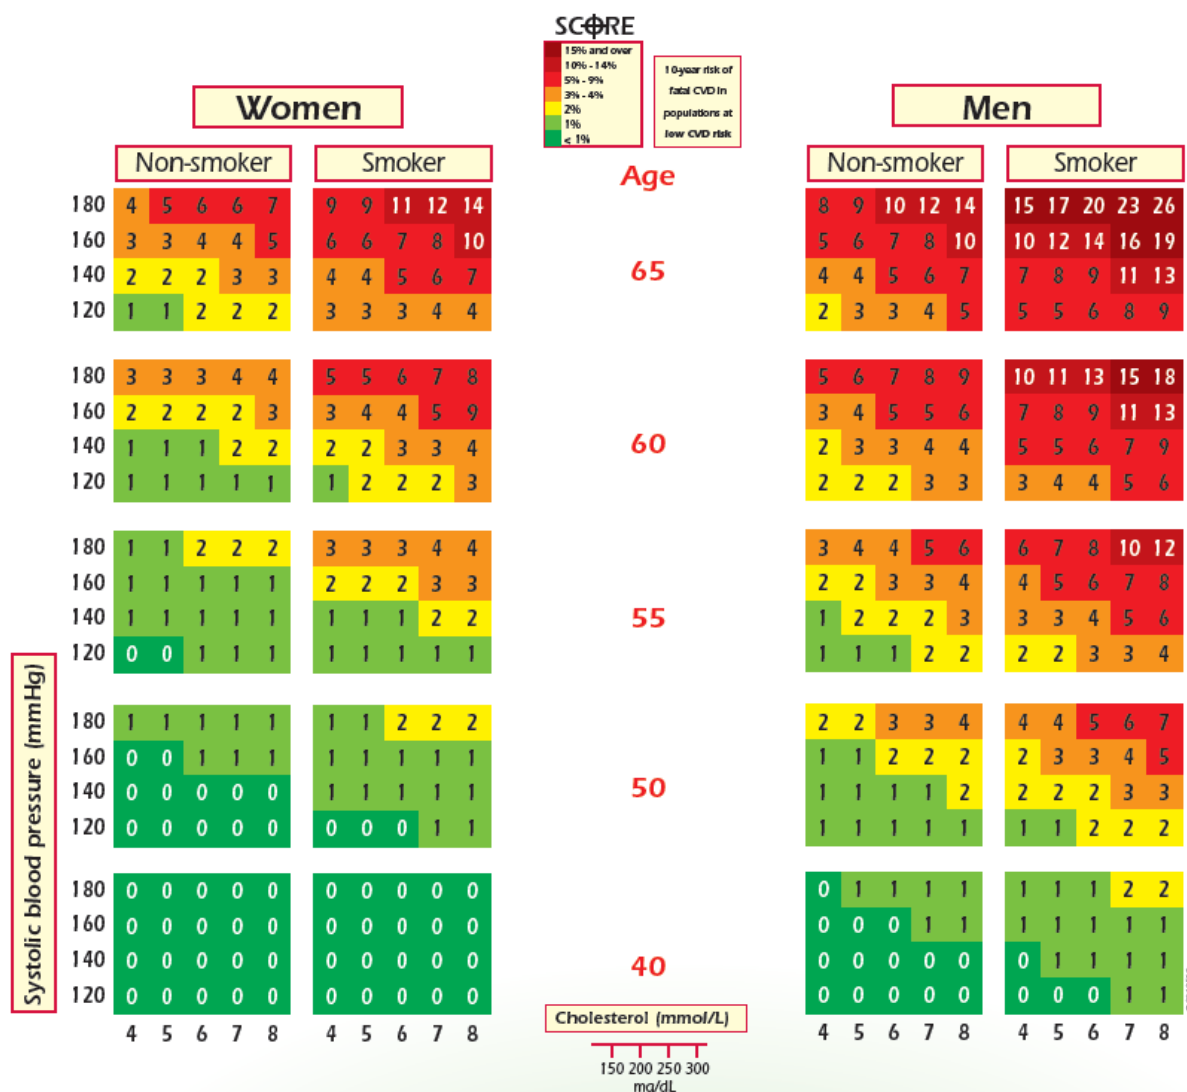 SCORE
15% and over
10% - 14%
5% - 9%
3% - 4%
2%
1%
< 1%
10-year risk of
fatal CVD in
populations at
low CVD risk
Women
Men
Non-smoker Smoker Age Non-smoker Smoker
180 4 5 6 6 7 9 9 11 12 14 8 9 10 12 14 15 17 20 23 26
160 3 3 4 4 5 6 6 7 8 10 5 6 7 8 10 10 12 14 16 19
65
140 2 2 2 3 3 4 4 5 6 7 4 4 5 6 7 7 8 9 11 13
120 1 1 2 2 2 3 3 3 4 4 2 3 3 4 5 5 5 6 8 9
180 3 3 3 4 4 5 5 6 7 8 5 6 7 8 9 10 11 13 15 18
160 2 2 2 2 3 3 4 4 5 9 3 4 5 5 6 7 8 9 11 13
60
140 1 1 1 2 2 2 2 3 3 4 2 3 3 4 4 5 5 6 7 9
120 1 1 1 1 1 1 2 2 2 3 2 2 2 3 3 3 4 4 5 6
180 1 1 2 2 2 3 3 3 4 4 3 4 4 5 6 6 7 8 10 12
160 1 1 1 1 1 2 2 2 3 3 2 2 3 3 4 4 5 6 7 8
55
140 1 1 1 1 1 1 1 1 2 2 1 2 2 2 3 3 3 4 5 6
120 0 0 1 1 1 1 1 1 1 1 1 1 1 2 2 2 2 3 3 4
180 1 1 1 1 1 1 1 2 2 2 2 2 3 3 4 4 4 5 6 7
160 0 0 1 1 1 1 1 1 1 1 1 1 2 2 2 2 3 3 4 5
50
140 0 0 0 0 0 1 1 1 1 1 1 1 1 1 2 2 2 2 3 3
120 0 0 0 0 0 0 0 0 1 1 1 1 1 1 1 1 1 2 2 2
180 0 0 0 0 0 0 0 0 0 0 0 1 1 1 1 1 1 1 2 2
160 0 0 0 0 0 0 0 0 0 0 0 0 0 1 1 1 1 1 1 1
40
140 0 0 0 0 0 0 0 0 0 0 0 0 0 0 0 0 1 1 1 1
120 0 0 0 0 0 0 0 0 0 0 0 0 0 0 0 0 0 0 1 1
4 5 6 7 8 4 5 6 7 8 4 5 6 7 8 4 5 6 7 8
Systolic blood pressure (mmHg)
Cholesterol (mmol/L)
150 200 250 300
mg/dL